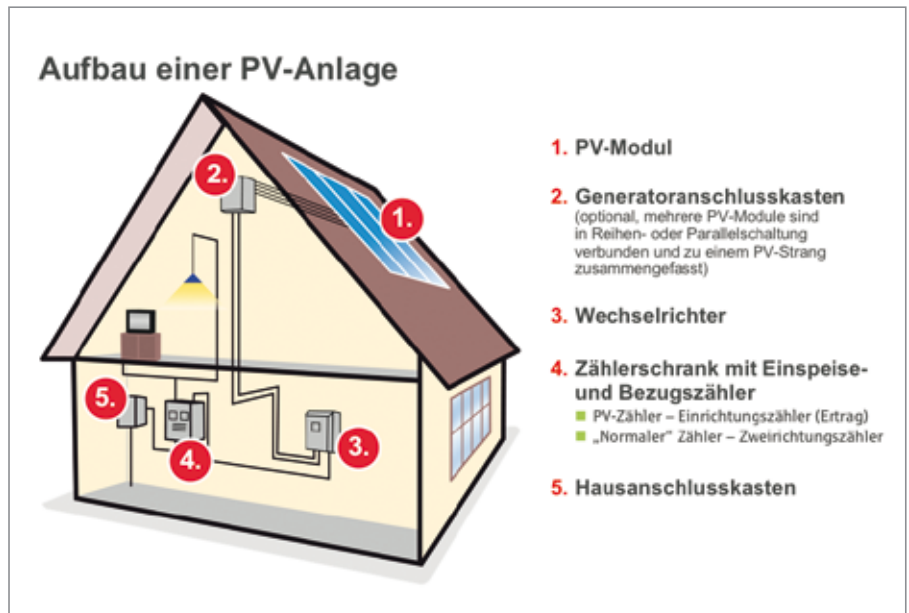 Aufbau einer PV-Anlage
2.
1.
5.
4.
3.
1. PV-Modul
2. Generatoranschlusskasten
(optional, mehrere PV-Module sind
in Reihen- oder Parallelschaltung
verbunden und zu einem PV-Strang
zusammengefasst)
3. Wechselrichter
4. Zählerschrank mit Einspeise-
und Bezugszähler
PV-Zähler – Einrichtungszähler (Ertrag)
„Normaler" Zähler – Zweirichtungszähler
5. Hausanschlusskasten